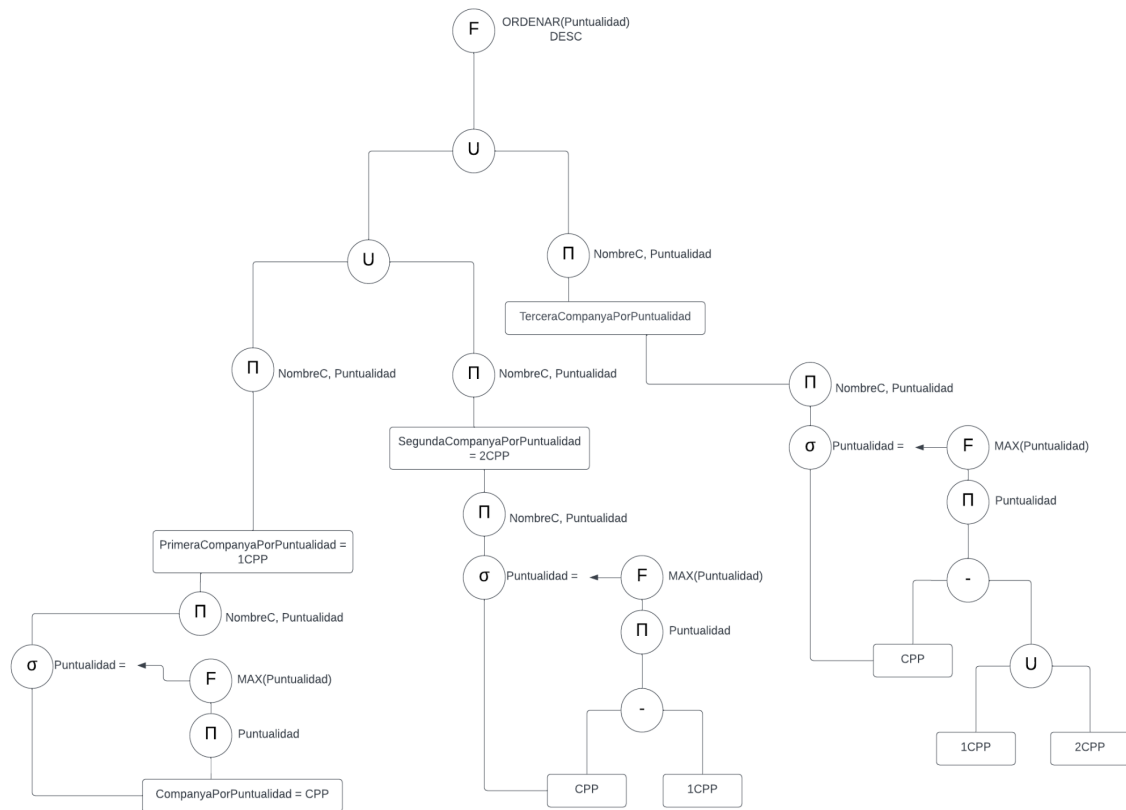 F
ORDENAR(Puntualidad)
DESC
U
U
Π
NombreC, Puntualidad
TerceraCompanyaPorPuntualidad
Π
NombreC, Puntualidad
Π
NombreC, Puntualidad
Π
NombreC, Puntualidad
SegundaCompanyaPorPuntualidad
= 2CPP
σ
Puntualidad =
F
MAX(Puntualidad)
Π
Puntualidad
Π
NombreC, Puntualidad
PrimeraCompanyaPorPuntualidad =
1CPP
σ
Puntualidad =
F
MAX(Puntualidad)
-
Π
NombreC, Puntualidad
Π
Puntualidad
σ
Puntualidad =
F
MAX(Puntualidad)
CPP
U
-
Π
Puntualidad
1CPP
2CPP
CompanyaPorPuntualidad = CPP
CPP
1CPP